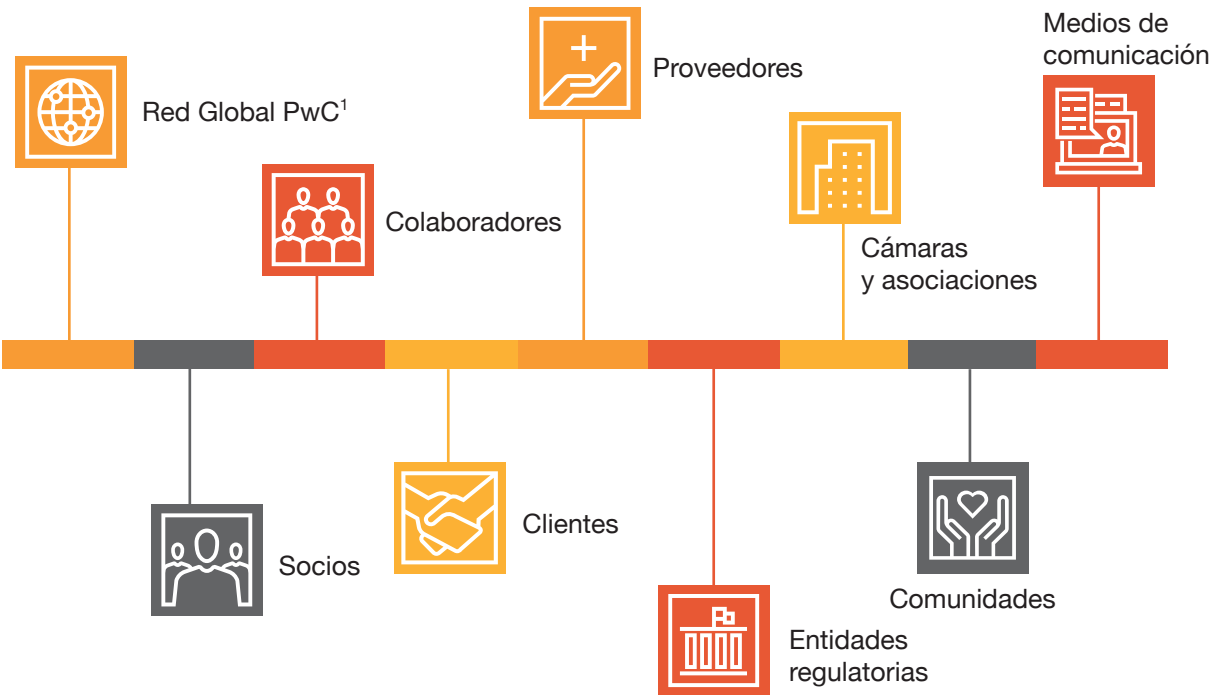 Medios de
comunicación
Proveedores
Red Global PwC¹
Colaboradores
Cámaras
y asociaciones
Clientes
Socios
Comunidades
Entidades
regulatorias